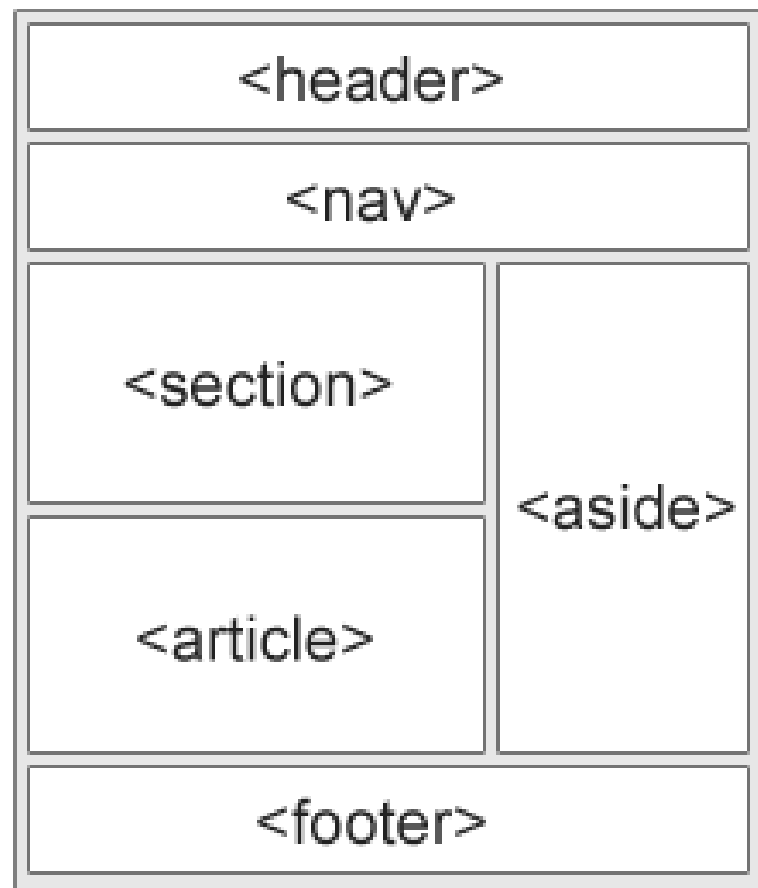 <header>
<nav>
<section>
<article>
<aside>
<footer>